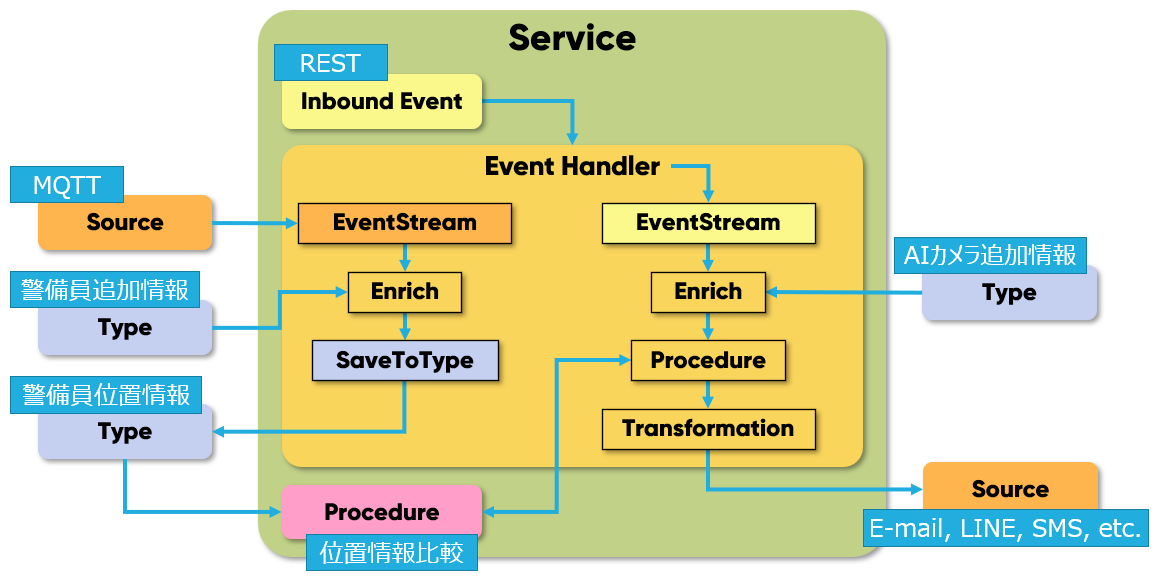 Service
REST
Inbound Event
Event Handler
MQTT
Source
EventStream
EventStream
AIカメラ追加情報
Type
警備員追加情報
Type
Enrich
Enrich
SaveToType
Procedure
警備員位置情報
Type
Transformation
Procedure
位置情報比較
Source
E-mail, LINE, SMS, etc.